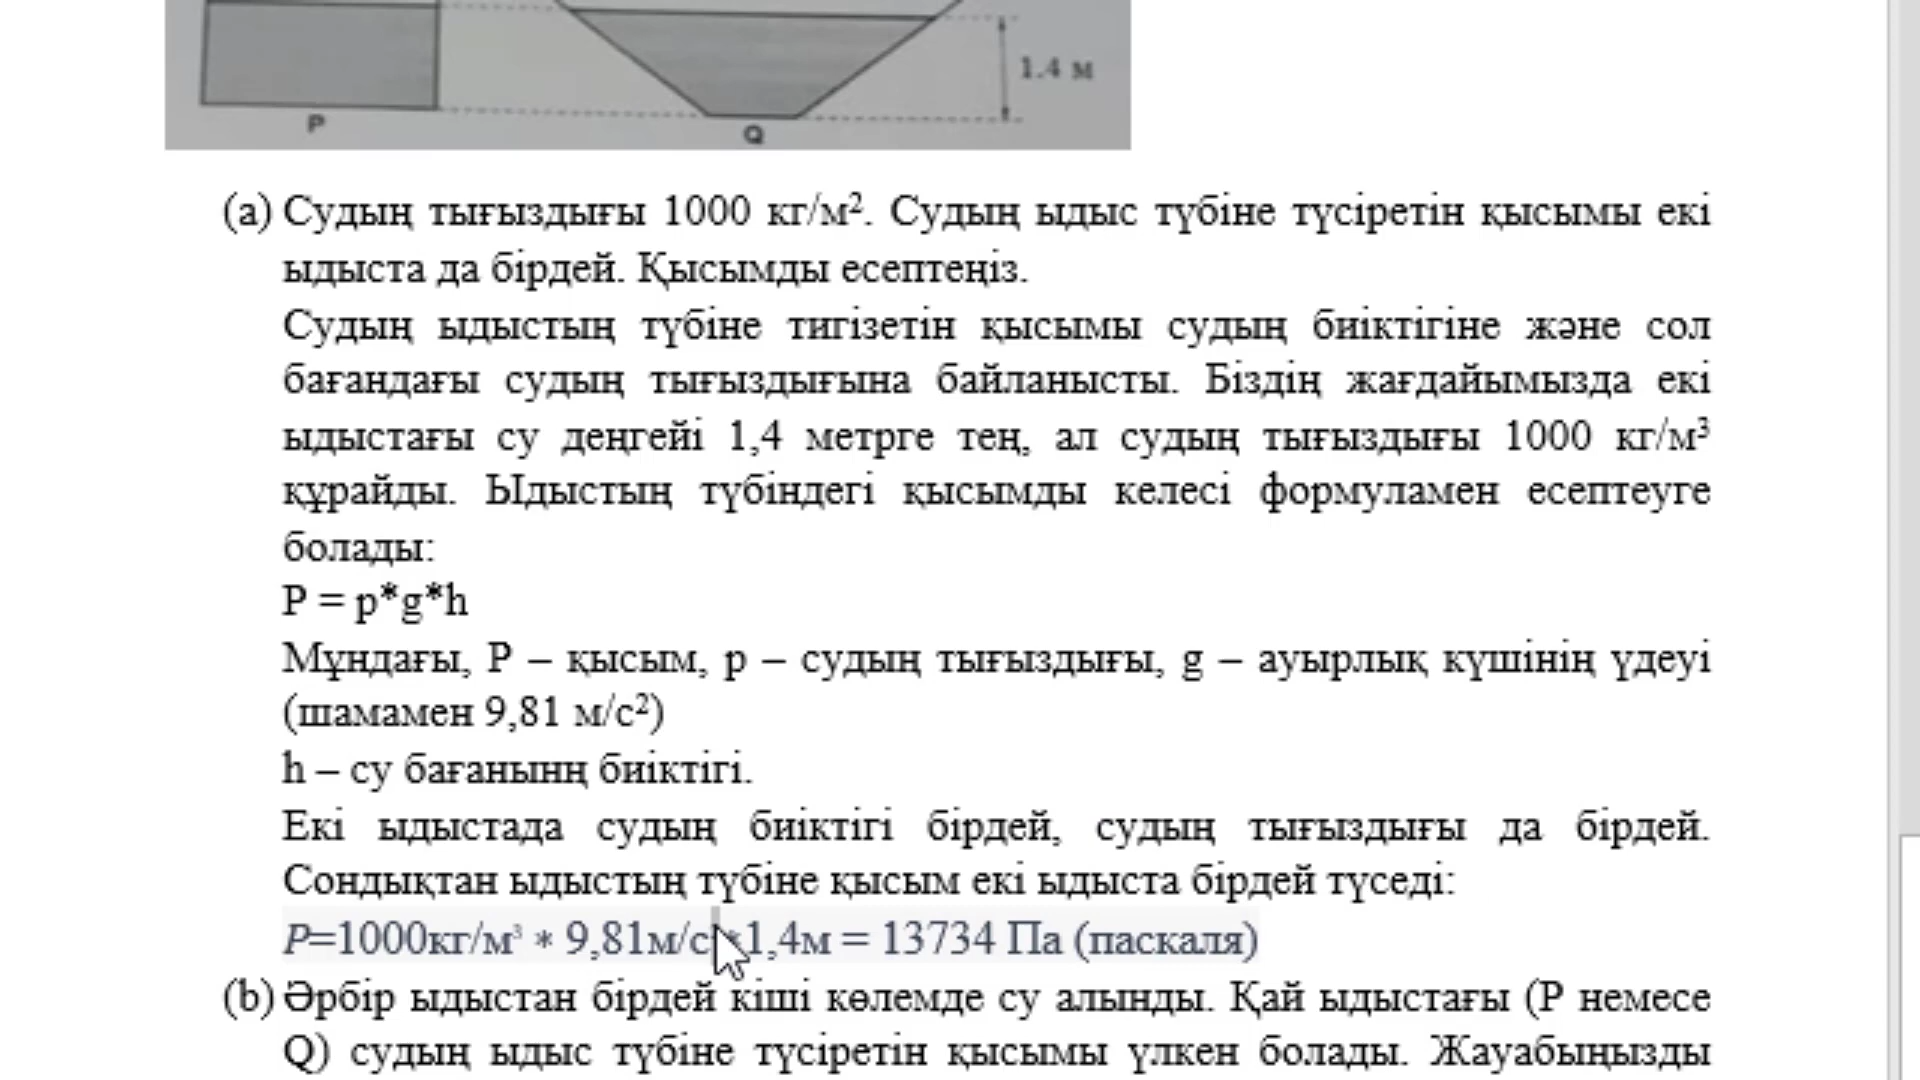 1.4 м
P
Q
(a) Судың тығыздығы 1000 кг/м². Судың ыдыс түбіне түсіретін қысымы екі
ыдыста да бірдей. Қысымды есептеңіз.
Судың ыдыстың түбіне тигізетін қысымы судың биіктігіне және сол
бағандағы судың тығыздығына байланысты. Біздің жағдайымызда екі
ыдыстағы су деңгейі 1,4 метрге тең, ал судың тығыздығы 1000 кг/м³
құрайды. Ыдыстың түбіндегі қысымды келесі формуламен есептеуге
болады:
P = p*g*h
Мұндағы, P – қысым, p – судың тығыздығы, g – ауырлық күшінің үдеуі
(шамамен 9,81 м/с²)
h – су бағанынң биіктігі.
Екі ыдыстада судың биіктігі бірдей, судың тығыздығы да бірдей.
Сондықтан ыдыстың түбіне қысым екі ыдыста бірдей түседі:
P=1000кг/м³ * 9,81м/с *1,4м = 13734 Па (паскаля)
(b) Әрбір ыдыстан бірдей кіші көлемде су алынды. Қай ыдыстағы (P немесе
Q) судың ыдыс түбіне түсіретін қысымы үлкен болады. Жауабыңызды